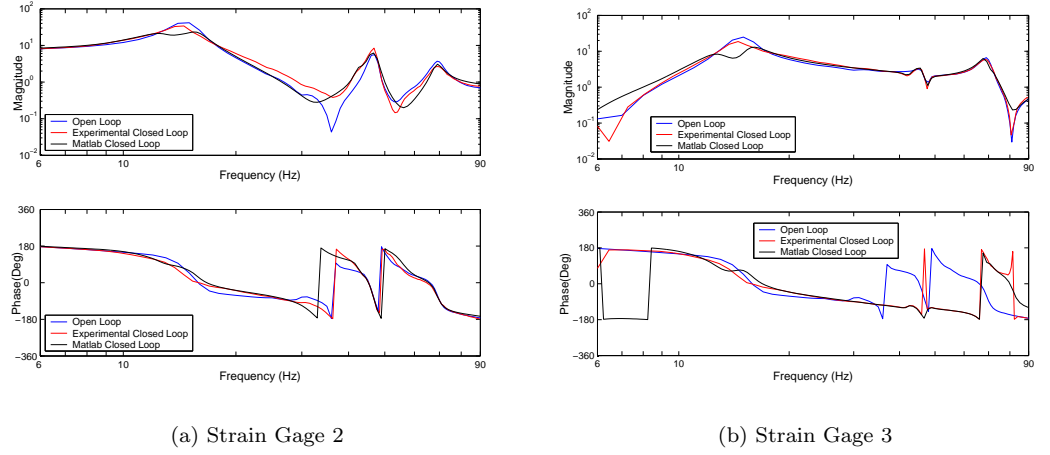 10^2
10^1
10^0
10^-1
10^-2
Magnitude
Open Loop
Experimental Closed Loop
Matlab Closed Loop
6
10
90
Frequency (Hz)
360
180
0
−180
−360
Phase(Deg)
Open Loop
Experimental Closed Loop
Matlab Closed Loop
6
10
90
Frequency (Hz)
(a) Strain Gage 2
10^2
10^1
10^0
10^-1
10^-2
Magnitude
Open Loop
Experimental Closed Loop
Matlab Closed Loop
6
10
90
Frequency (Hz)
360
180
0
−180
−360
Phase(Deg)
Open Loop
Experimental Closed Loop
Matlab Closed Loop
6
10
90
Frequency (Hz)
(b) Strain Gage 3